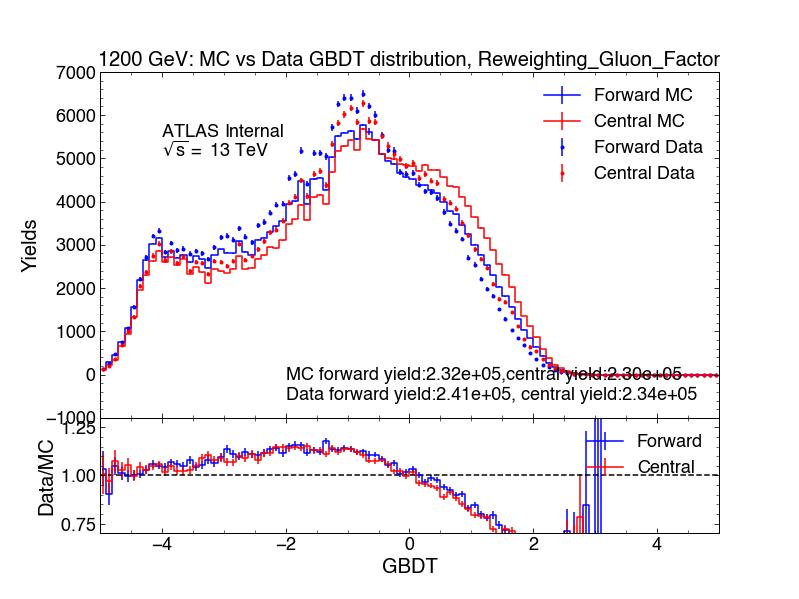 1200 GeV: MC vs Data GBDT distribution, Reweighting_Gluon_Factor
7000
6000
5000
4000
3000
2000
1000
0
−1000
Yields
ATLAS Internal
√s = 13 TeV
Forward MC
Central MC
Forward Data
Central Data
MC forward yield:2.32e+05,central yield:2.30e+05
Data forward yield:2.41e+05, central yield:2.34e+05
1.25
1.00
0.75
Data/MC
Forward
Central
−4 −2 0 2 4
GBDT